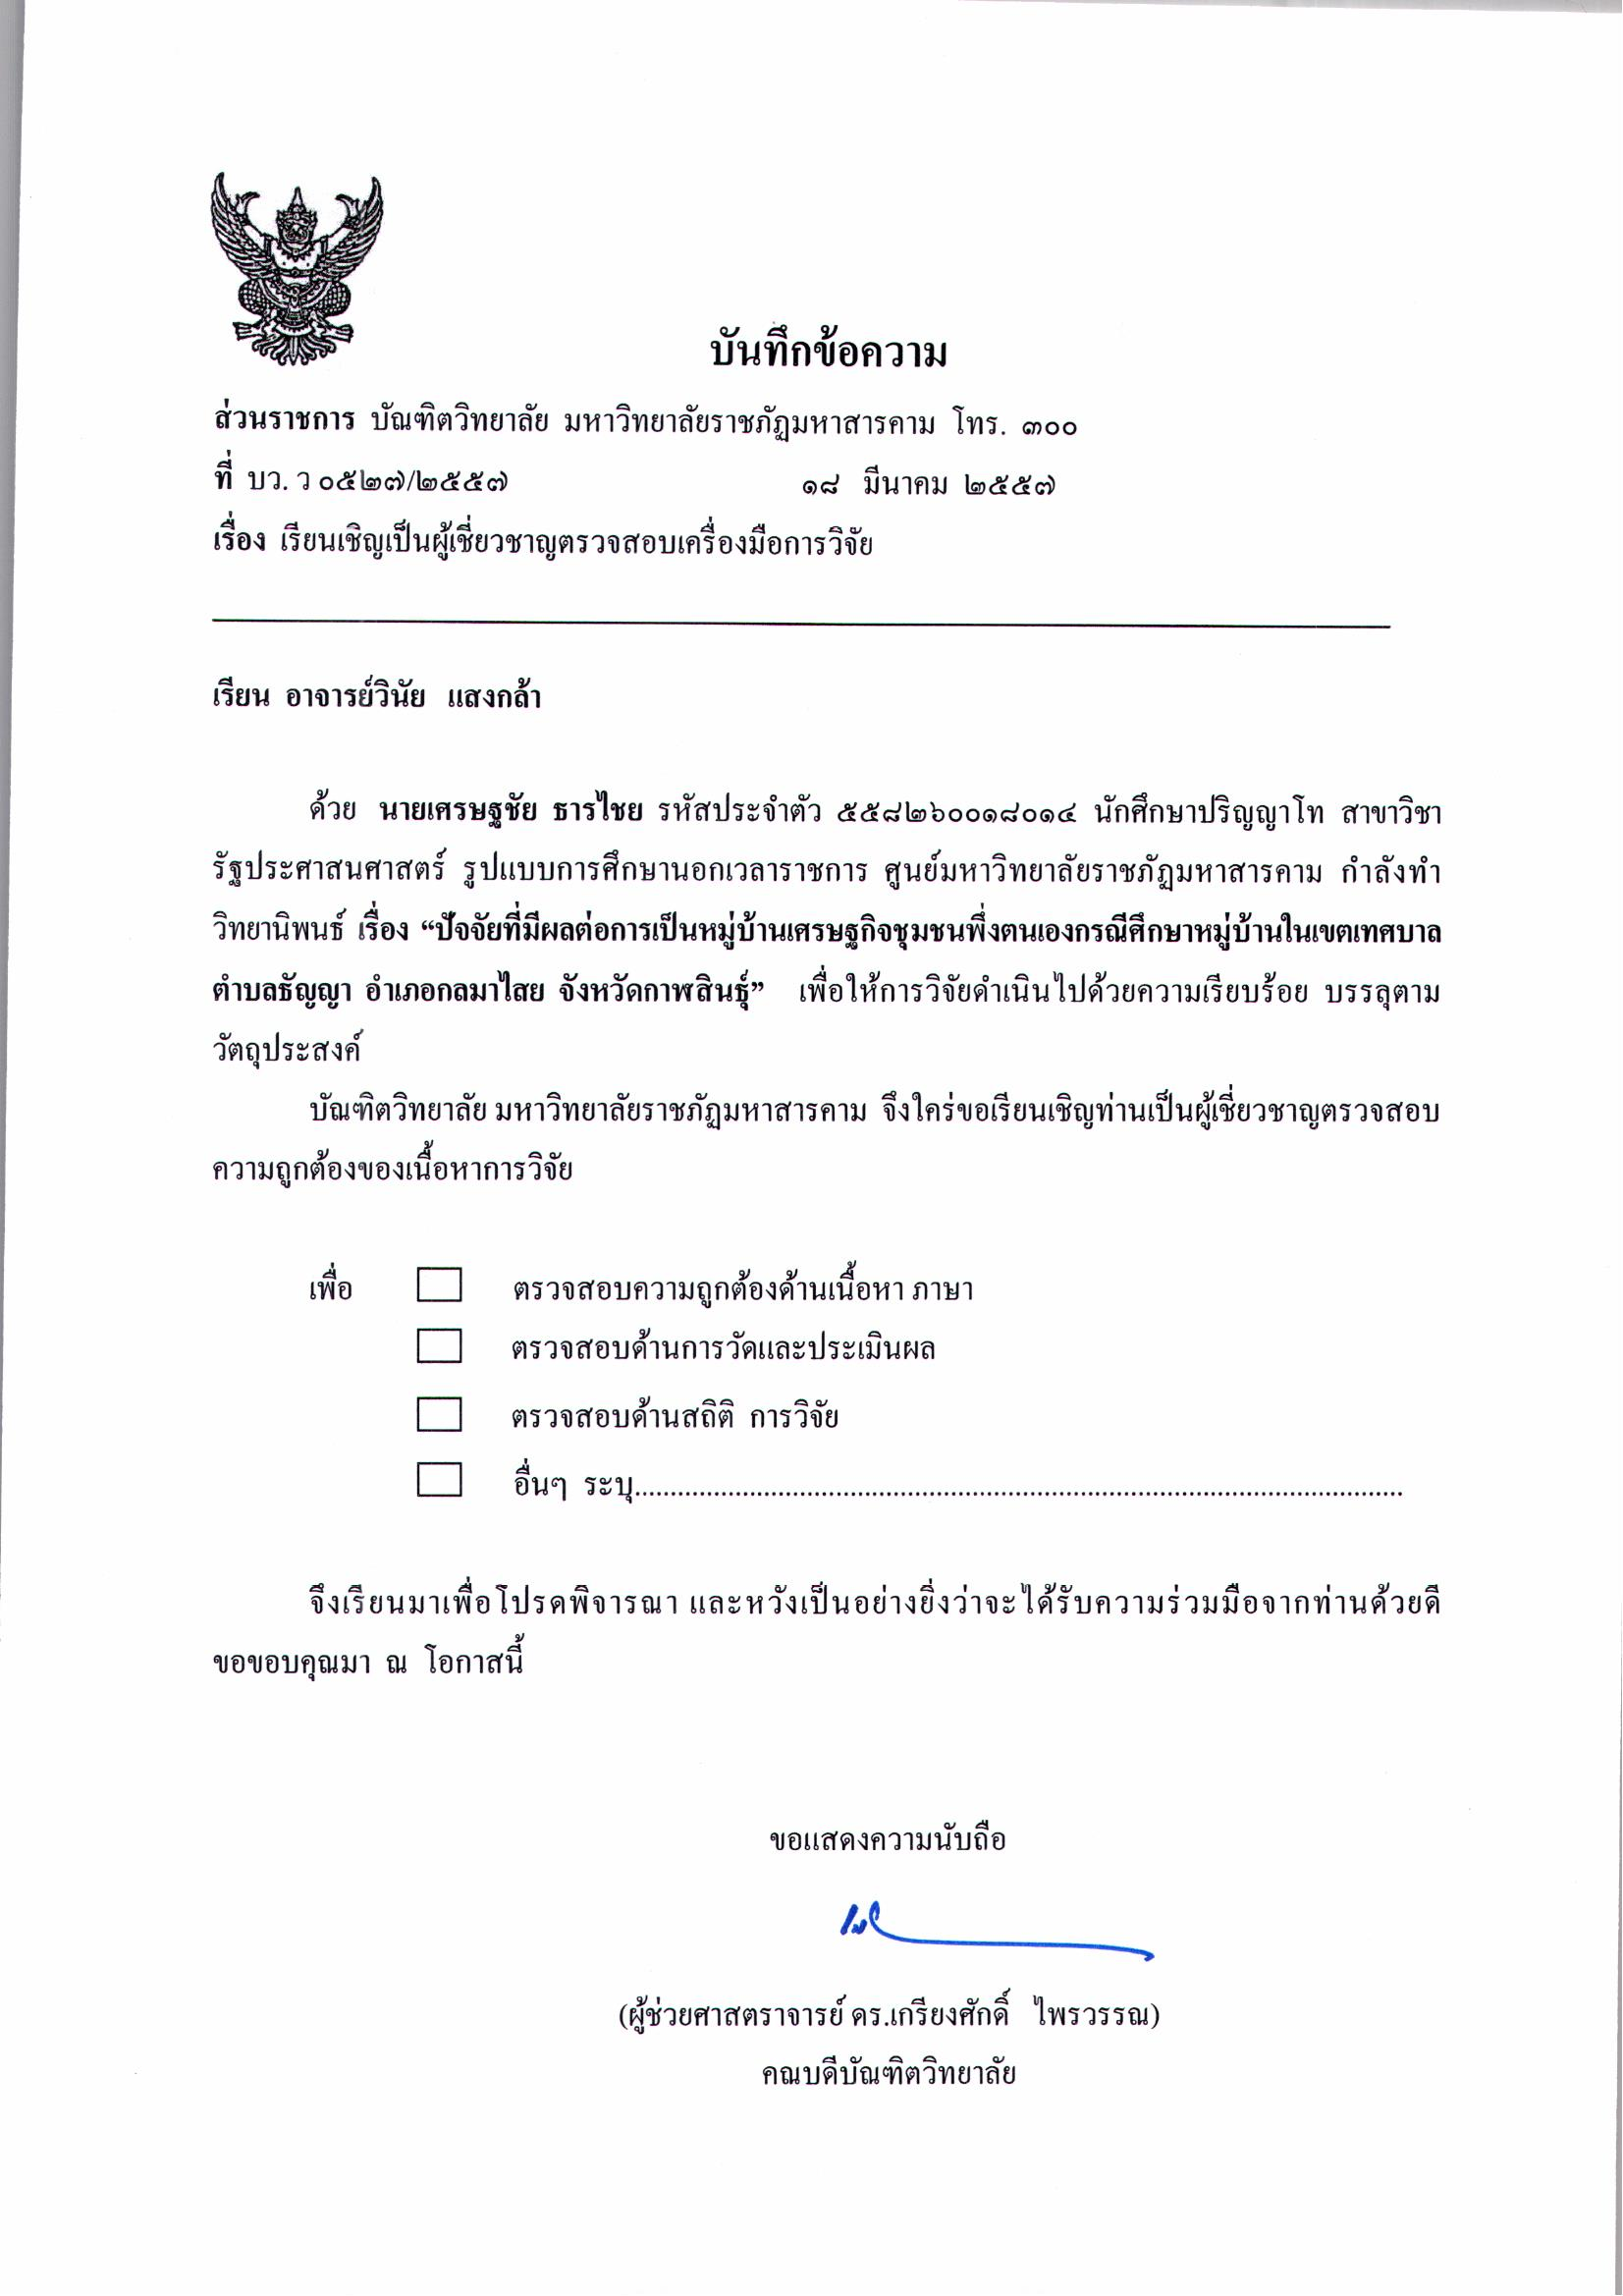 บันทึกข้อความ
ส่วนราชการ บัณฑิตวิทยาลัย มหาวิทยาลัยราชภัฏมหาสารคาม โทร. ๓๐๐
ที่ บว. ว ๐๕๒๗/๒๕๕๗ ๑๘ มีนาคม ๒๕๕๗
เรื่อง เรียนเชิญเป็นผู้เชี่ยวชาญตรวจสอบเครื่องมือการวิจัย
เรียน อาจารย์วินัย แสงกล้า
ด้วย นายเศรษฐชัย ธารไชย รหัสประจำตัว ๕๕๘๒๖๐๐๑๘๐๑๔ นักศึกษาปริญญาโท สาขาวิชา
รัฐประศาสนศาสตร์ รูปแบบการศึกษานอกเวลาราชการ ศูนย์มหาวิทยาลัยราชภัฏมหาสารคาม กำลังทำ
วิทยานิพนธ์ เรื่อง “ปัจจัยที่มีผลต่อการเป็นหมู่บ้านเศรษฐกิจชุมชนพึ่งตนเองกรณีศึกษาหมู่บ้านในเขตเทศบาล
ตำบลธัญญา อำเภอกลมาไสย จังหวัดกาฬสินธุ์” เพื่อให้การวิจัยดำเนินไปด้วยความเรียบร้อย บรรลุตาม
วัตถุประสงค์
บัณฑิตวิทยาลัย มหาวิทยาลัยราชภัฏมหาสารคาม จึงใคร่ขอเรียนเชิญท่านเป็นผู้เชี่ยวชาญตรวจสอบ
ความถูกต้องของเนื้อหาการวิจัย
เพื่อ ตรวจสอบความถูกต้องด้านเนื้อหา ภาษา
ตรวจสอบด้านการวัดและประเมินผล
ตรวจสอบด้านสถิติ การวิจัย
อื่นๆ ระบุ..........................................................................................................
จึงเรียนมาเพื่อโปรดพิจารณา และหวังเป็นอย่างยิ่งว่าจะได้รับความร่วมมือจากท่านด้วยดี
ขอขอบคุณมา ณ โอกาสนี้
ขอแสดงความนับถือ
(ผู้ช่วยศาสตราจารย์ ดร.เกรียงศักดิ์ ไพรวรรณ)
คณบดีบัณฑิตวิทยาลัย